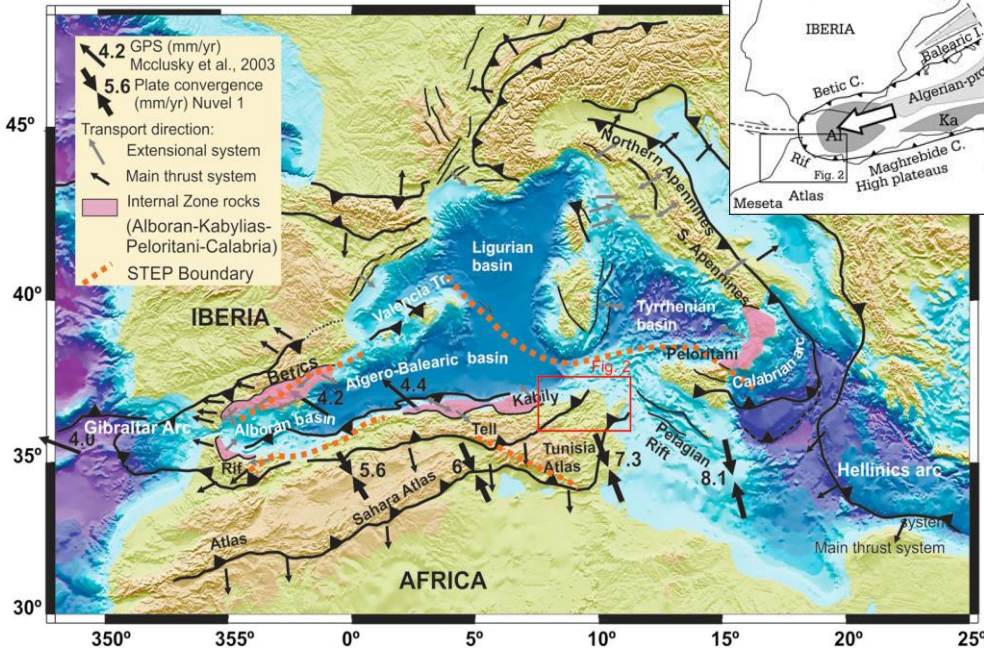 4.2 GPS (mm/yr)
Mcclusky et al., 2003
5.6 Plate convergence
(mm/yr) Nuvel 1
Transport direction:
Extensional system
Main thrust system
Internal Zone rocks
(Alboran-Kabylias-
Peloritani-Calabria)
STEP Boundary
IBERIA
Balearic I.
Betic C.
Algerian-pro
Al
Ka
Rif
Fig. 2
Maghrebide C.
High plateaus
Meseta
Atlas
45º
40º
35º
30º
Northern Apennines
S. Apennines
Ligurian
basin
Valencia Tr.
IBERIA
Tyrrhenian
basin
Peloritani
Calabrian arc
Betics
Algero-Balearic basin
Fig. 2
4.2
4.4
Kabily
Alboran basin
Gibraltar Arc
4.0
Rif
Tell
Tunisia
Atlas
Pelagian
Rift
5.6
6
7.3
8.1
Hellinics arc
Sahara Atlas
Atlas
system
Main thrust system
AFRICA
350º 355º 0º 5º 10º 15º 20º 25º